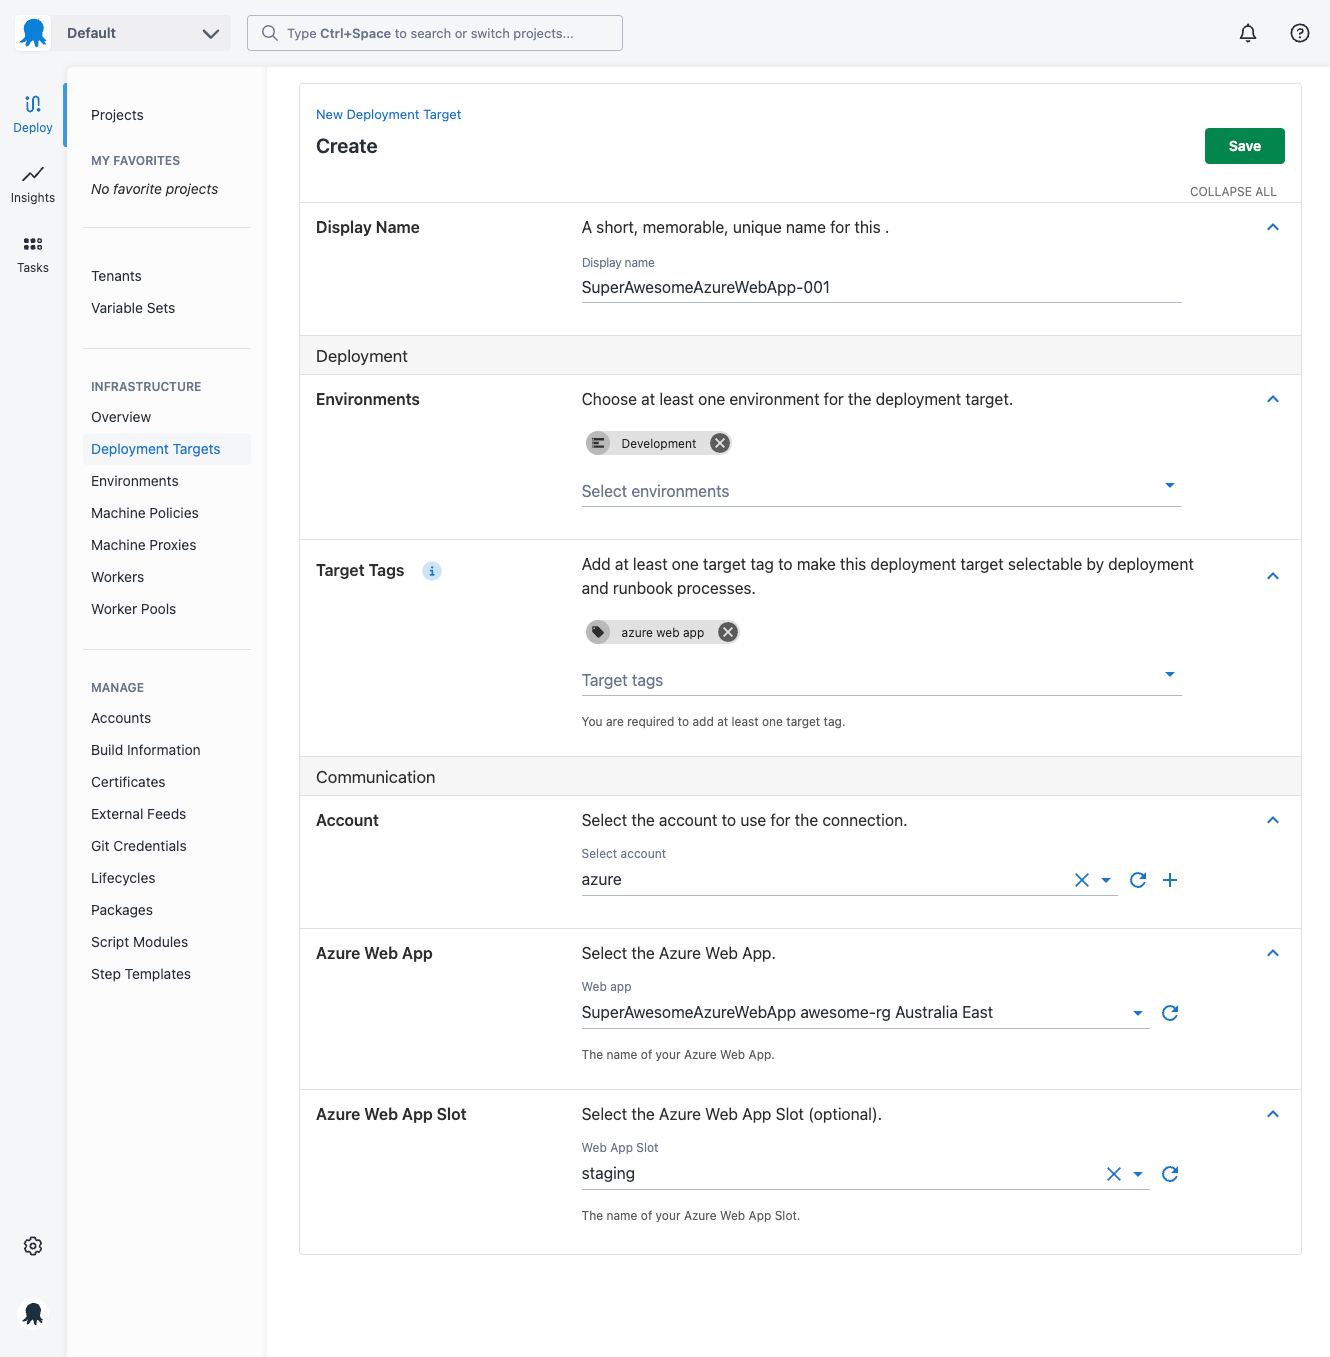 Default
Type Ctrl+Space to search or switch projects...
Deploy
Insights
Tasks
Projects
MY FAVORITES
No favorite projects
Tenants
Variable Sets
INFRASTRUCTURE
Overview
Deployment Targets
Environments
Machine Policies
Machine Proxies
Workers
Worker Pools
MANAGE
Accounts
Build Information
Certificates
External Feeds
Git Credentials
Lifecycles
Packages
Script Modules
Step Templates
New Deployment Target
Create
Save
COLLAPSE ALL
Display Name
A short, memorable, unique name for this .
Display name
SuperAwesomeAzureWebApp-001
Deployment
Environments
Choose at least one environment for the deployment target.
Development
Select environments
Target Tags
Add at least one target tag to make this deployment target selectable by deployment
and runbook processes.
azure web app
Target tags
You are required to add at least one target tag.
Communication
Account
Select the account to use for the connection.
Select account
azure
Azure Web App
Select the Azure Web App.
Web app
SuperAwesomeAzureWebApp awesome-rg Australia East
The name of your Azure Web App.
Azure Web App Slot
Select the Azure Web App Slot (optional).
Web App Slot
staging
The name of your Azure Web App Slot.